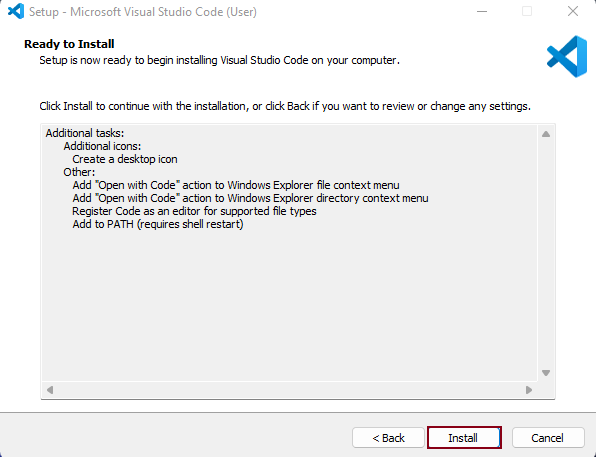 Setup - Microsoft Visual Studio Code (User)
Ready to Install
Setup is now ready to begin installing Visual Studio Code on your computer.
Click Install to continue with the installation, or click Back if you want to review or change any settings.
Additional tasks:
Additional icons:
Create a desktop icon
Other:
Add "Open with Code" action to Windows Explorer file context menu
Add "Open with Code" action to Windows Explorer directory context menu
Register Code as an editor for supported file types
Add to PATH (requires shell restart)
< Back
Install
Cancel